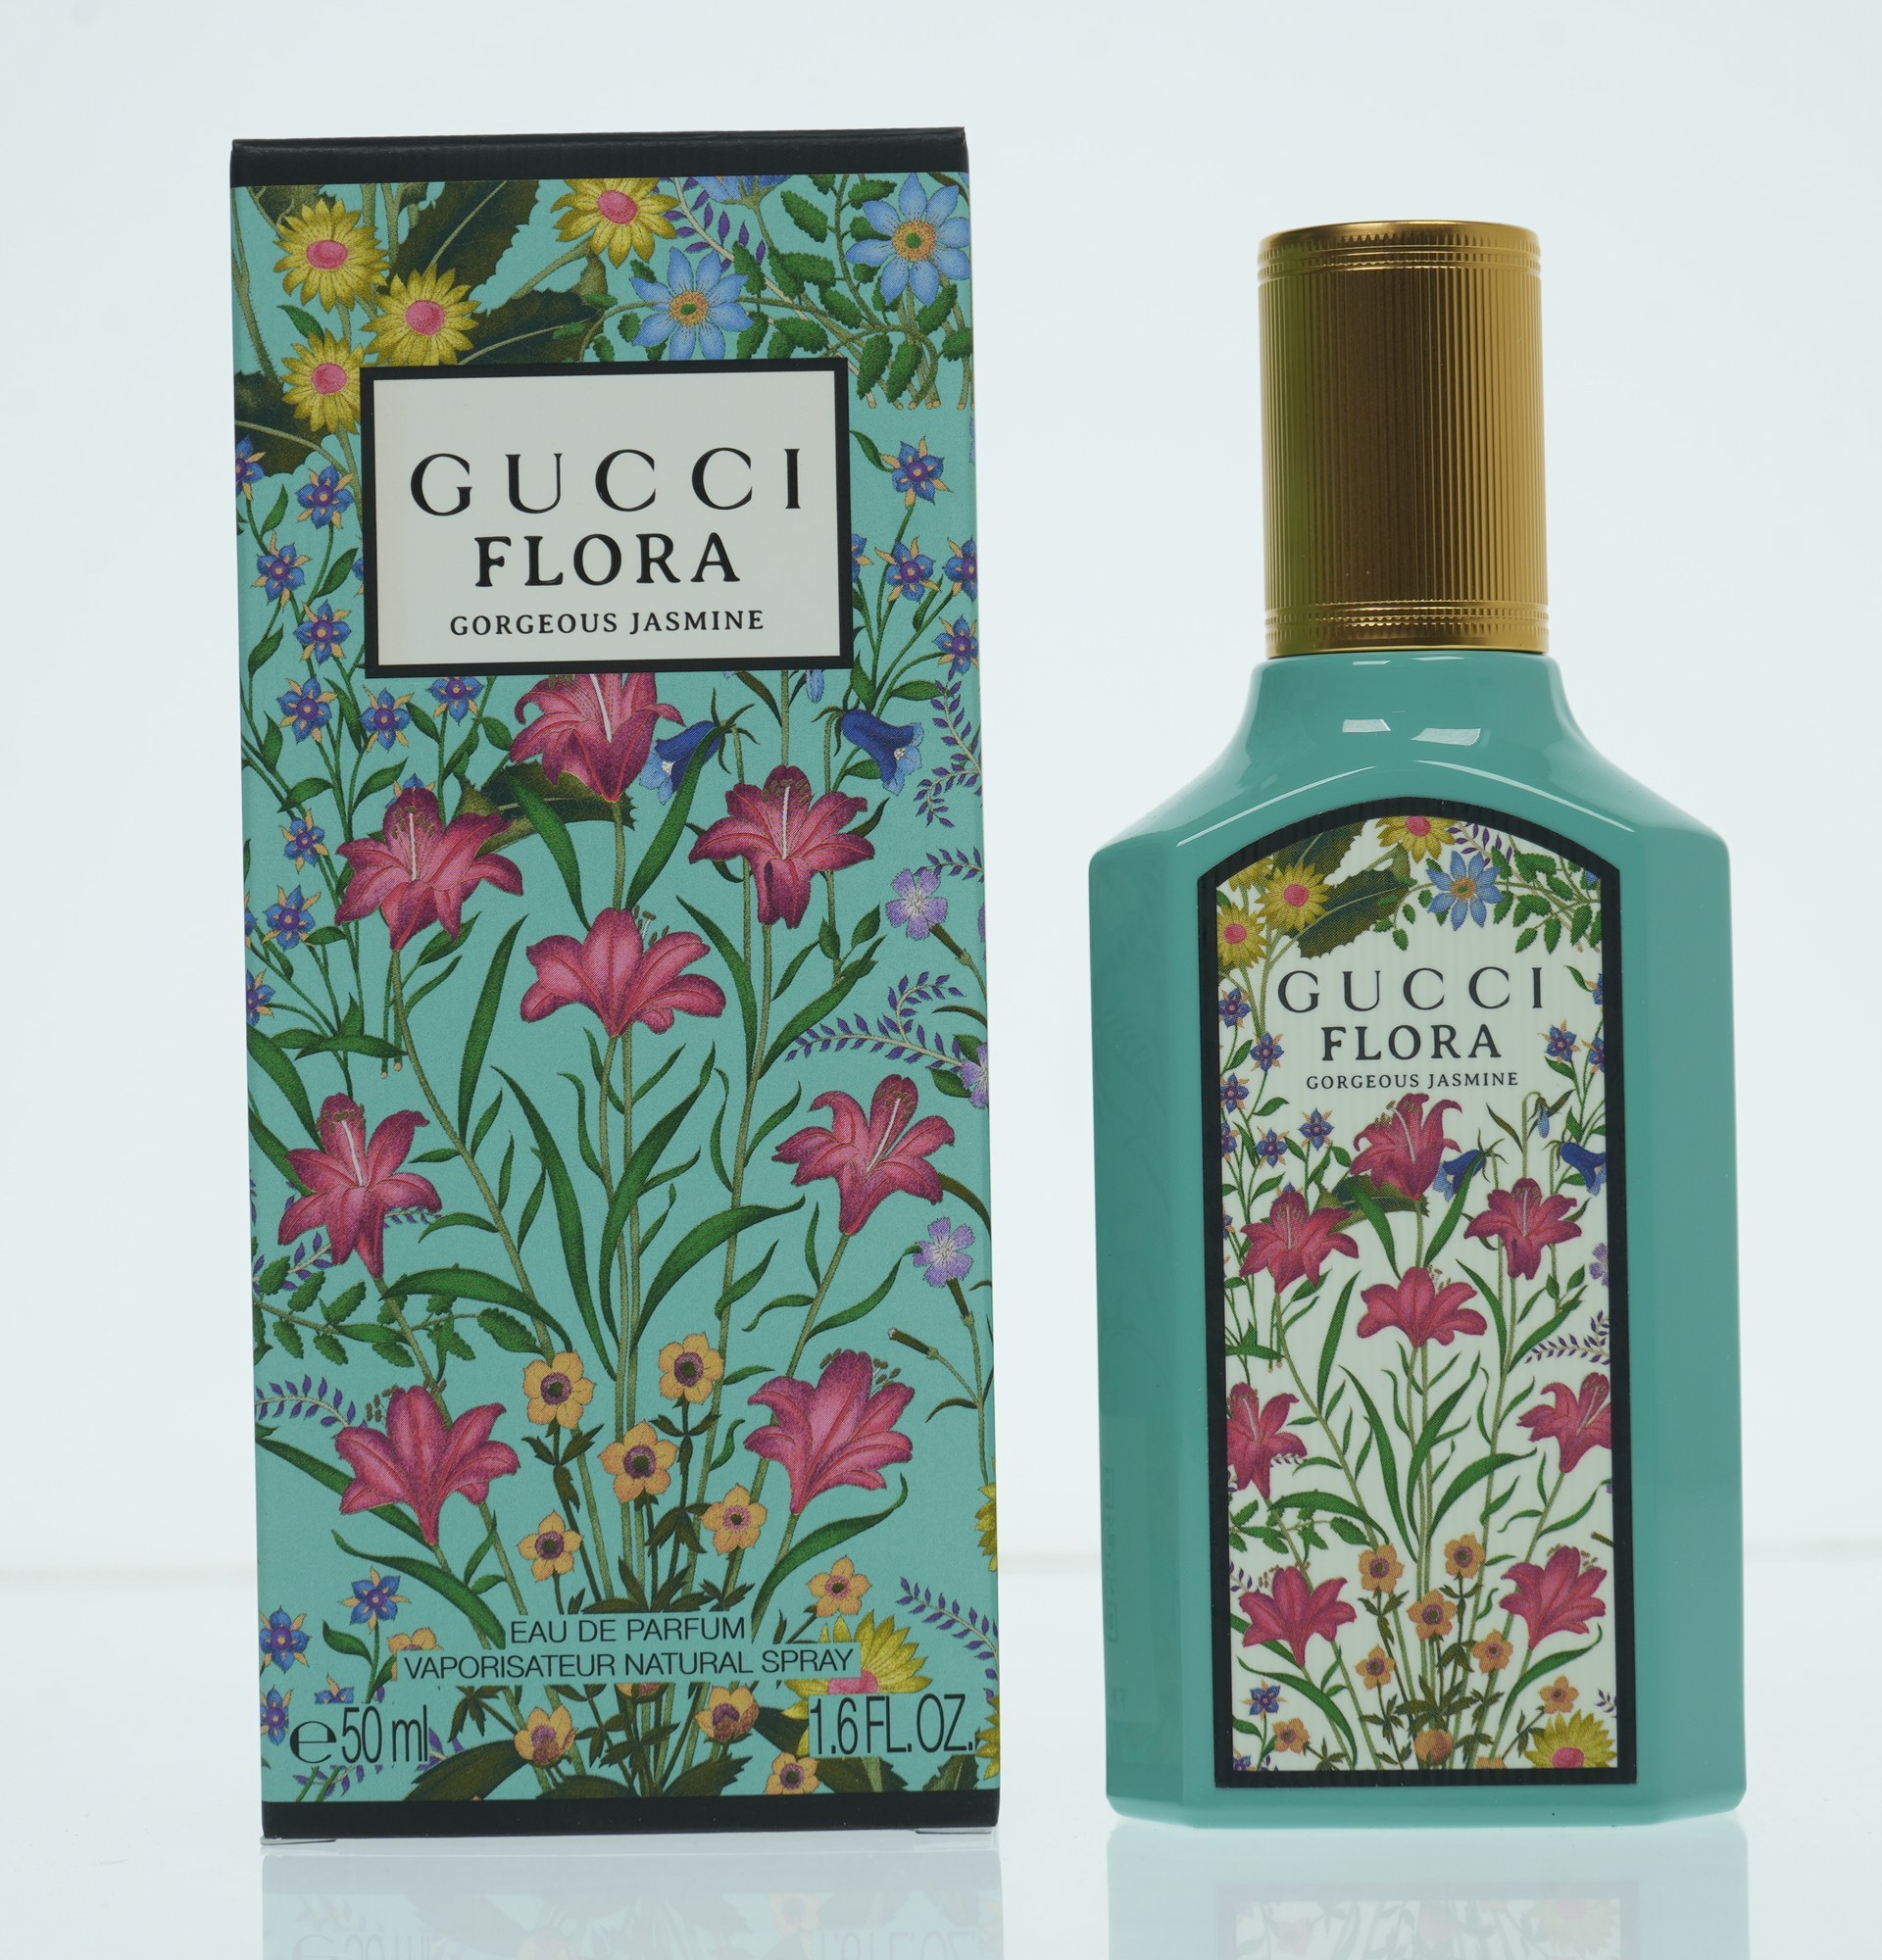 GUCCI
FLORA
GORGEOUS JASMINE
EAU DE PARFUM
VAPORISATEUR NATURAL SPRAY
℮50 ml 1.6 FL. OZ.
GUCCI
FLORA
GORGEOUS JASMINE